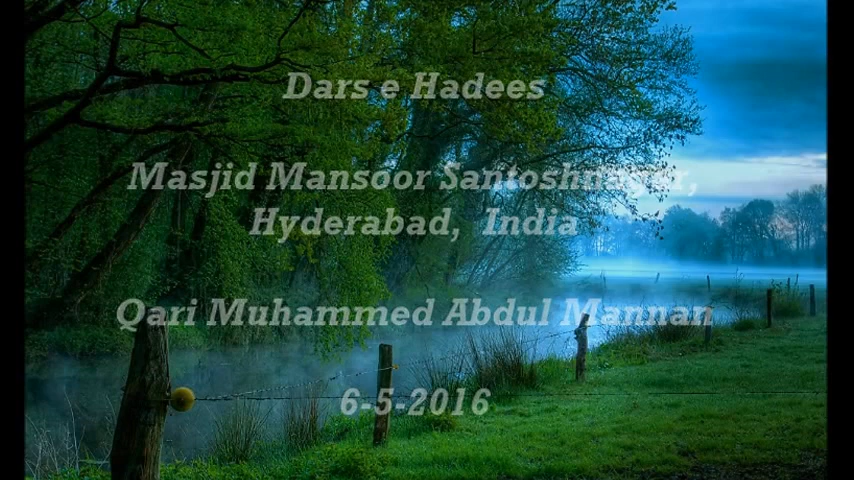 Dars e Hadees
Masjid Mansoor Santoshnagar,
Hyderabad, India
Qari Muhammed Abdul Mannan
6-5-2016